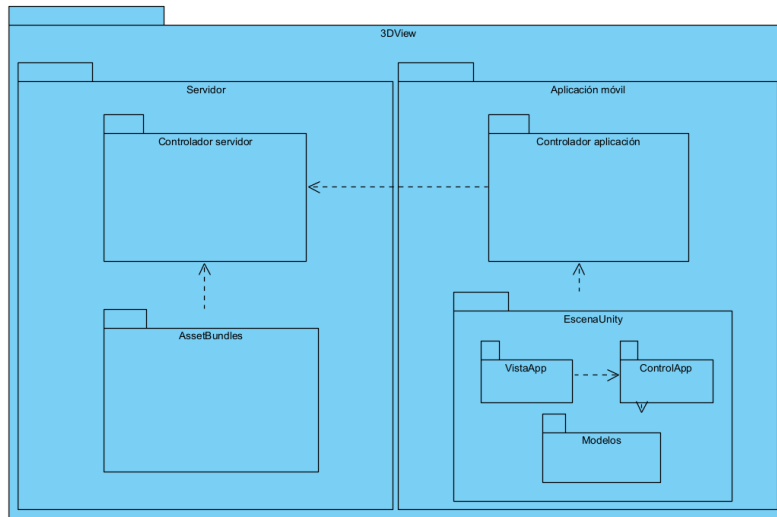 3DView
Servidor
Aplicación móvil
Controlador servidor
Controlador aplicación
AssetBundles
EscenaUnity
VistaApp
ControlApp
Modelos